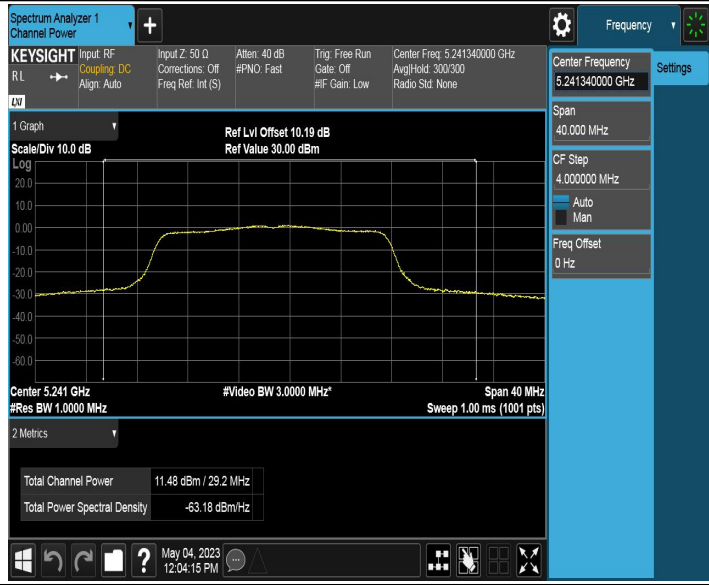 Spectrum Analyzer 1
Channel Power
Frequency
KEYSIGHT
RL
LXI
Input: RF
Coupling: DC
Align: Auto
Input Z: 50 Ω
Corrections: Off
Freq Ref: Int (S)
Atten: 40 dB
#PNO: Fast
Trig: Free Run
Gate: Off
#IF Gain: Low
Center Freq: 5.241340000 GHz
Avg|Hold: 300/300
Radio Std: None
Center Frequency
5.241340000 GHz
Settings
Span
40.000 MHz
CF Step
4.000000 MHz
Auto
Man
Freq Offset
0 Hz
1 Graph
Ref Lvl Offset 10.19 dB
Scale/Div 10.0 dB
Ref Value 30.00 dBm
Log
20.0
10.0
0.00
-10.0
-20.0
-30.0
-40.0
-50.0
-60.0
Center 5.241 GHz
#Video BW 3.0000 MHz*
Span 40 MHz
#Res BW 1.0000 MHz
Sweep 1.00 ms (1001 pts)
2 Metrics
Total Channel Power
11.48 dBm / 29.2 MHz
Total Power Spectral Density
-63.18 dBm/Hz
?
May 04, 2023
12:04:15 PM